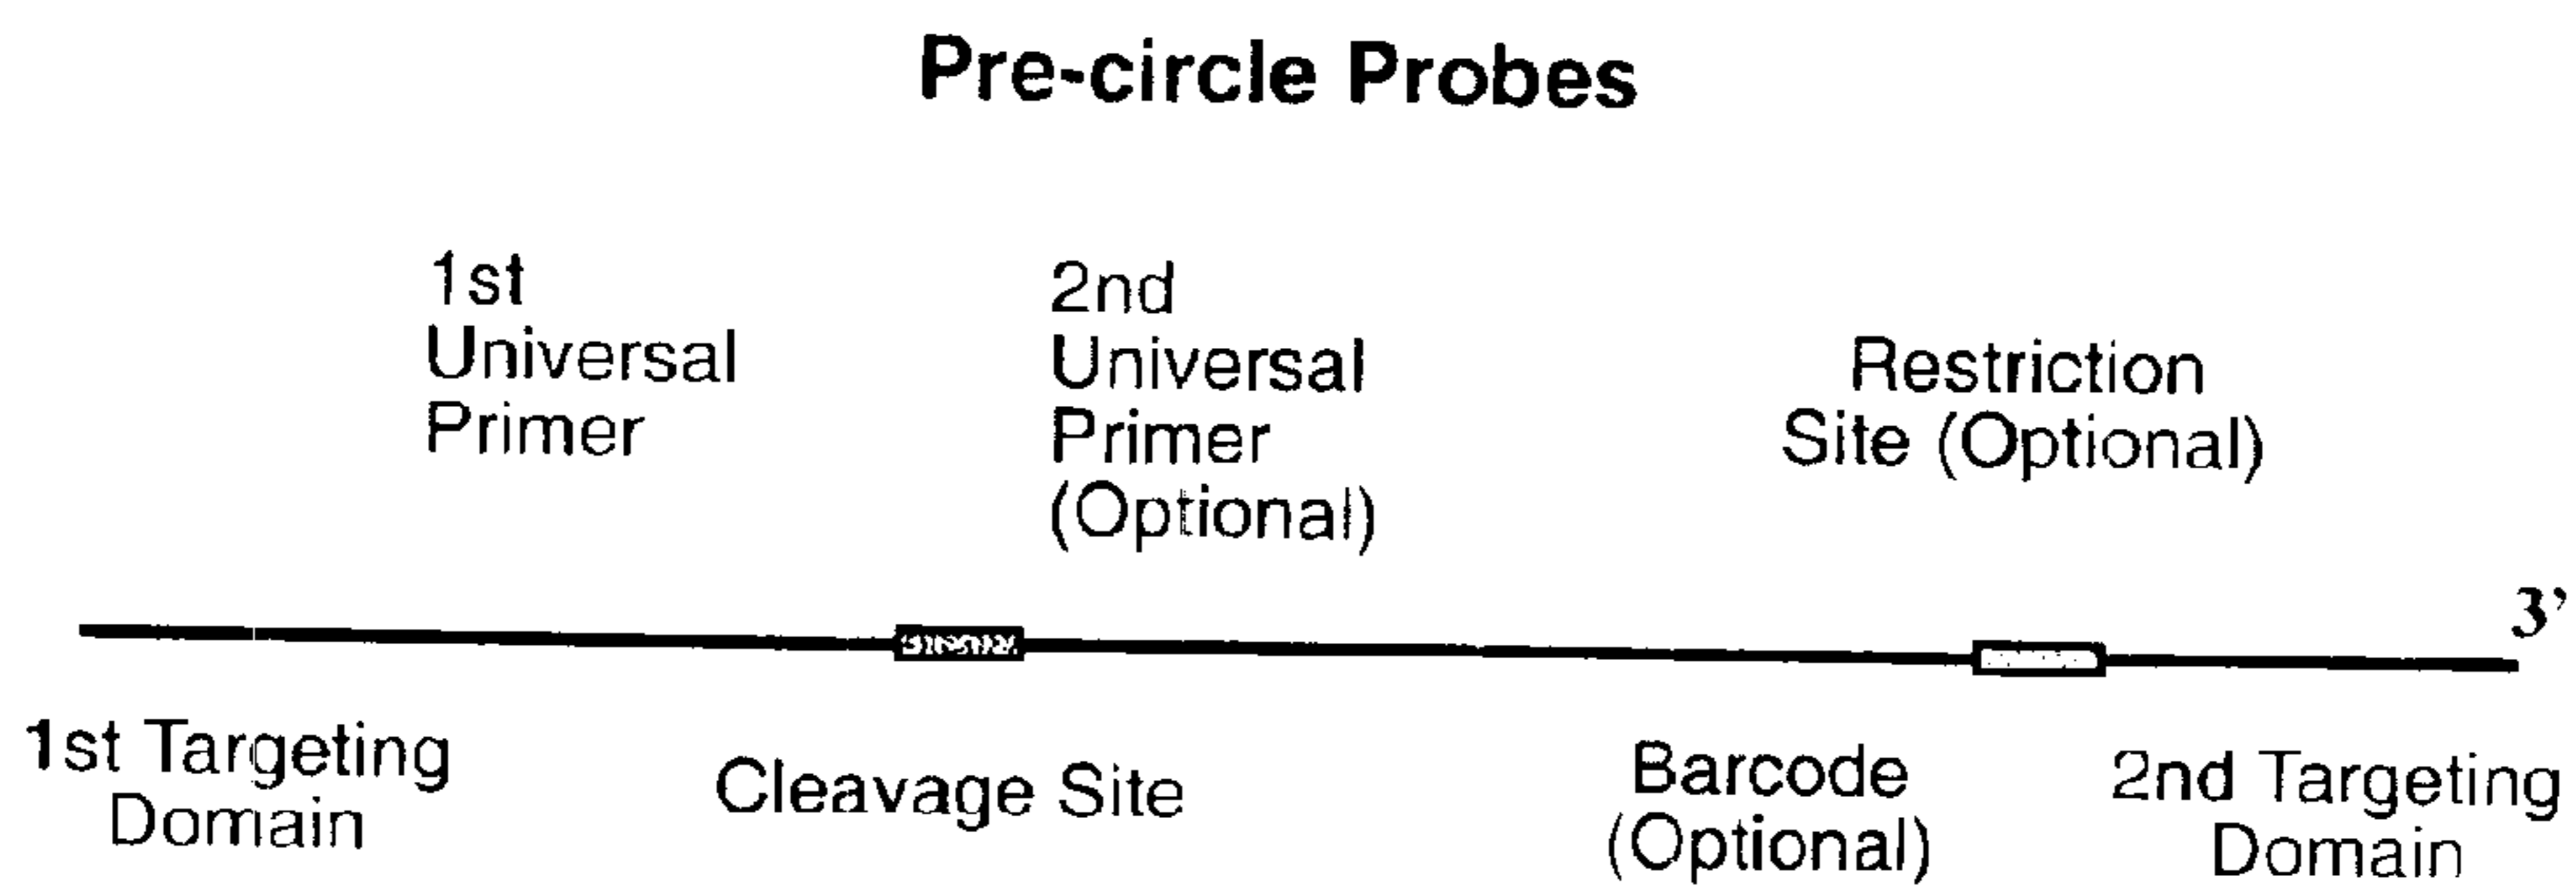 Pre-circle Probes
1st
Universal
Primer
2nd
Universal
Primer
(Optional)
Restriction
Site (Optional)
3’
1st Targeting
Domain
Cleavage Site
Barcode
(Optional)
2nd Targeting
Domain